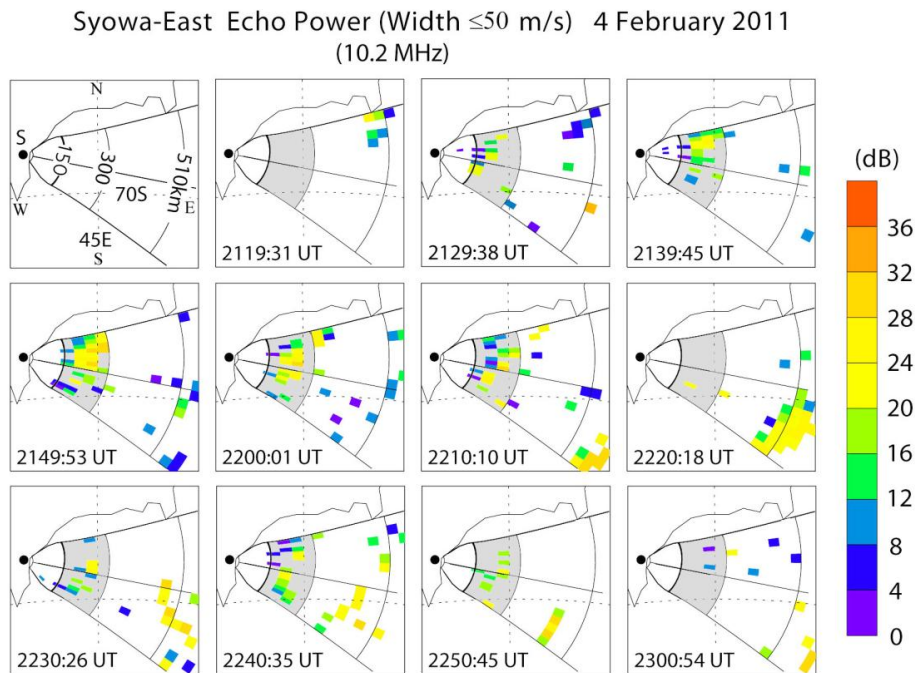 Syowa-East Echo Power (Width ≤50 m/s) 4 February 2011
(10.2 MHz)
N
S
150
300
510km
70S
W
E
45E
S
2119:31 UT
2129:38 UT
2139:45 UT
2149:53 UT
2200:01 UT
2210:10 UT
2220:18 UT
2230:26 UT
2240:35 UT
2250:45 UT
2300:54 UT
(dB)
36
32
28
24
20
16
12
8
4
0